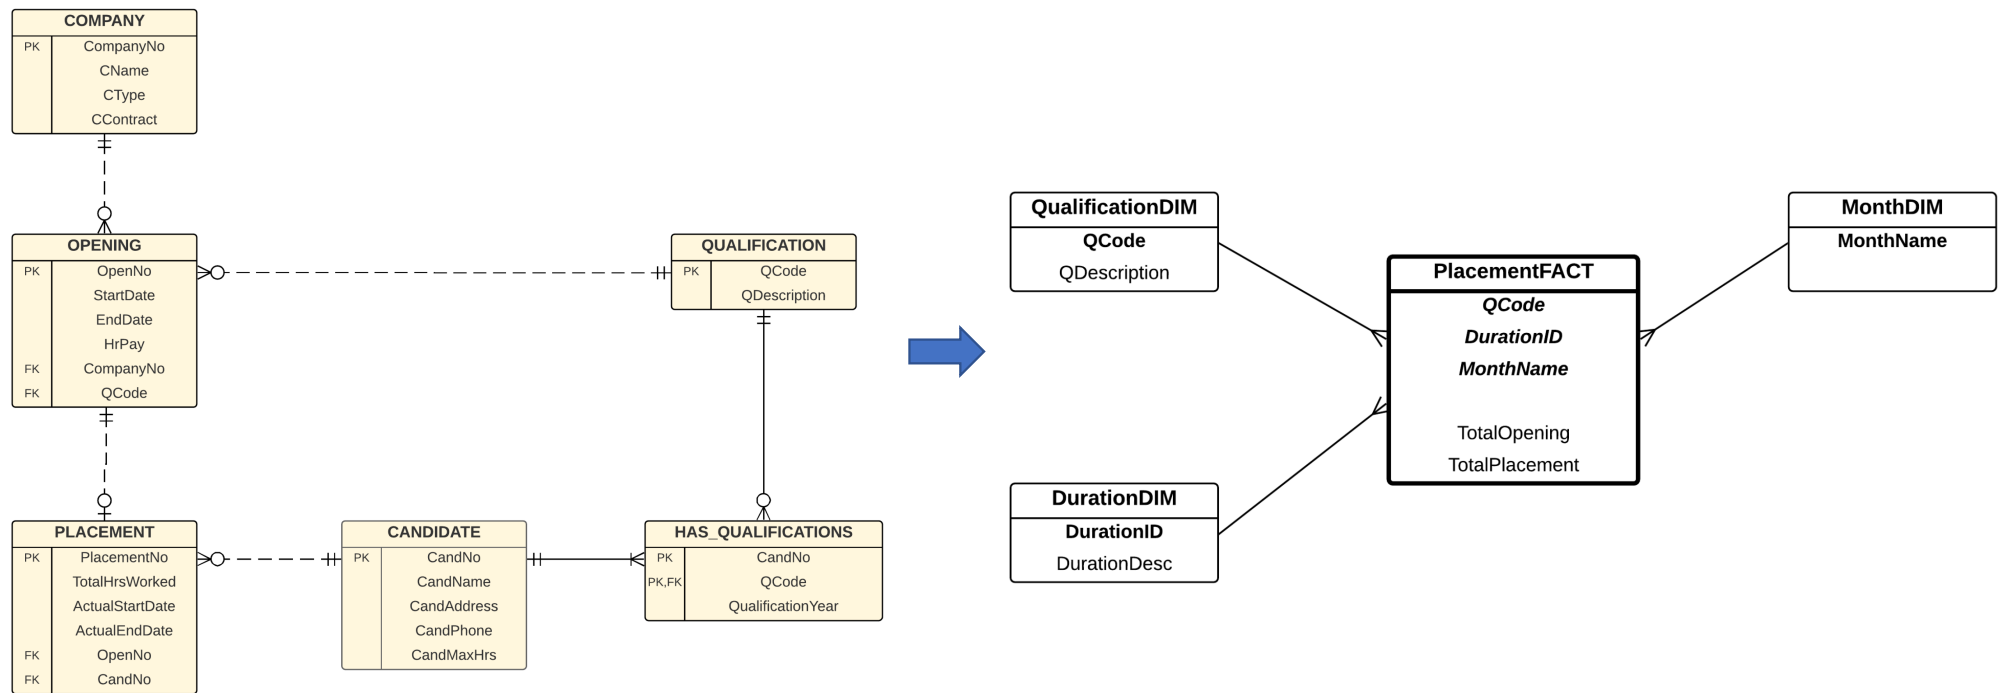 COMPANY
PK CompanyNo
CName
CType
CContract
OPENING
PK OpenNo
StartDate
EndDate
HrPay
FK CompanyNo
FK QCode
QUALIFICATION
PK QCode
QDescription
PLACEMENT
PK PlacementNo
TotalHrsWorked
ActualStartDate
ActualEndDate
FK OpenNo
FK CandNo
CANDIDATE
PK CandNo
CandName
CandAddress
CandPhone
CandMaxHrs
HAS_QUALIFICATIONS
PK CandNo
PK,FK QCode
QualificationYear
QualificationDIM
QCode
QDescription
DurationDIM
DurationID
DurationDesc
PlacementFACT
QCode
DurationID
MonthName
TotalOpening
TotalPlacement
MonthDIM
MonthName